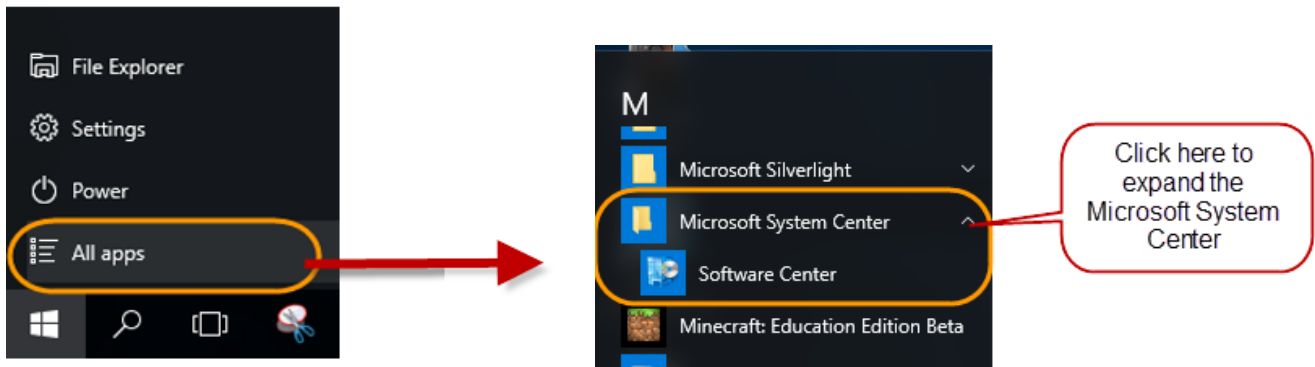 File Explorer
Settings
Power
All apps
M
Microsoft Silverlight
Microsoft System Center
Software Center
Minecraft: Education Edition Beta
Click here to
expand the
Microsoft System
Center